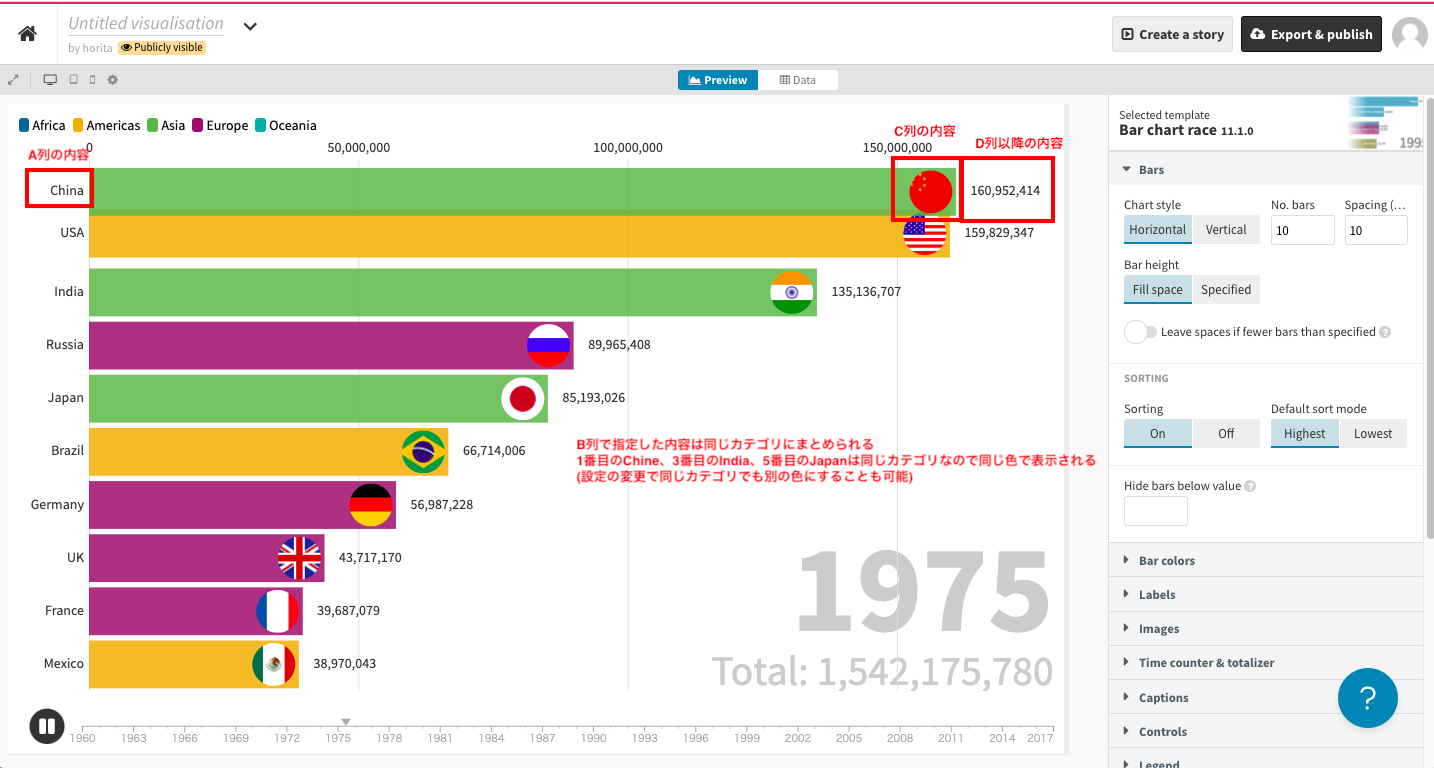 Untitled visualisation
by horita Publicly visible
Create a story
Export & publish
Preview
Data
Africa Americas Asia Europe Oceania
C列の内容
D列以降の内容
A列の内容
0 50,000,000 100,000,000 150,000,000
China 160,952,414
USA 159,829,347
India 135,136,707
Russia 89,965,408
Japan 85,193,026
Brazil 66,714,006
B列で指定した内容は同じカテゴリにまとめられる
1番目のChine、3番目のIndia、5番目のJapanは同じカテゴリなので同じ色で表示される
(設定の変更で同じカテゴリでも別の色にすることも可能)
Germany 56,987,228
UK 43,717,170
France 39,687,079
Mexico 38,970,043
1975
Total: 1,542,175,780
1960 1963 1966 1969 1972 1975 1978 1981 1984 1987 1990 1993 1996 1999 2002 2005 2008 2011 2014 2017
Selected template
Bar chart race 11.1.0
199
Bars
Chart style No. bars Spacing (...
Horizontal Vertical 10 10
Bar height
Fill space Specified
Leave spaces if fewer bars than specified ?
SORTING
Sorting Default sort mode
On Off Highest Lowest
Hide bars below value ?
Bar colors
Labels
Images
Time counter & totalizer
Captions
Controls
Legend
?